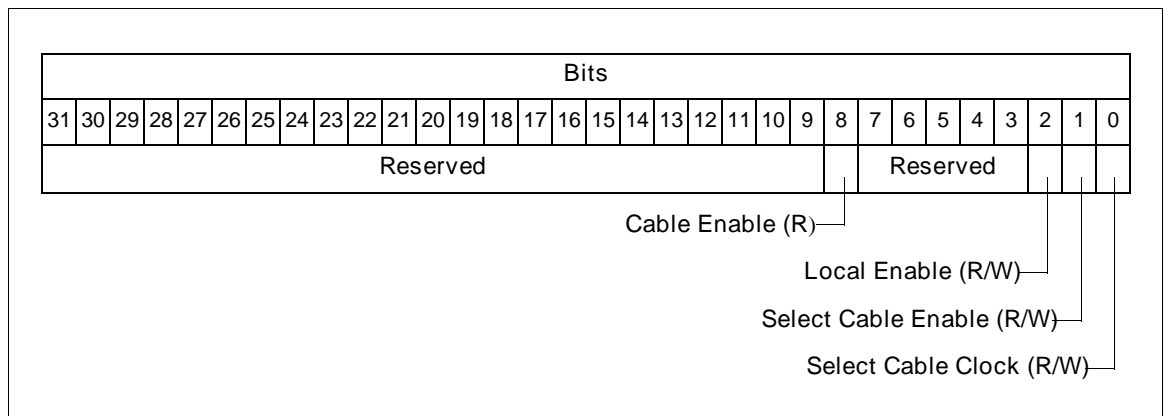 Bits
31 30 29 28 27 26 25 24 23 22 21 20 19 18 17 16 15 14 13 12 11 10 9 8 7 6 5 4 3 2 1 0
Reserved Reserved
Cable Enable (R)
Local Enable (R/W)
Select Cable Enable (R/W)
Select Cable Clock (R/W)